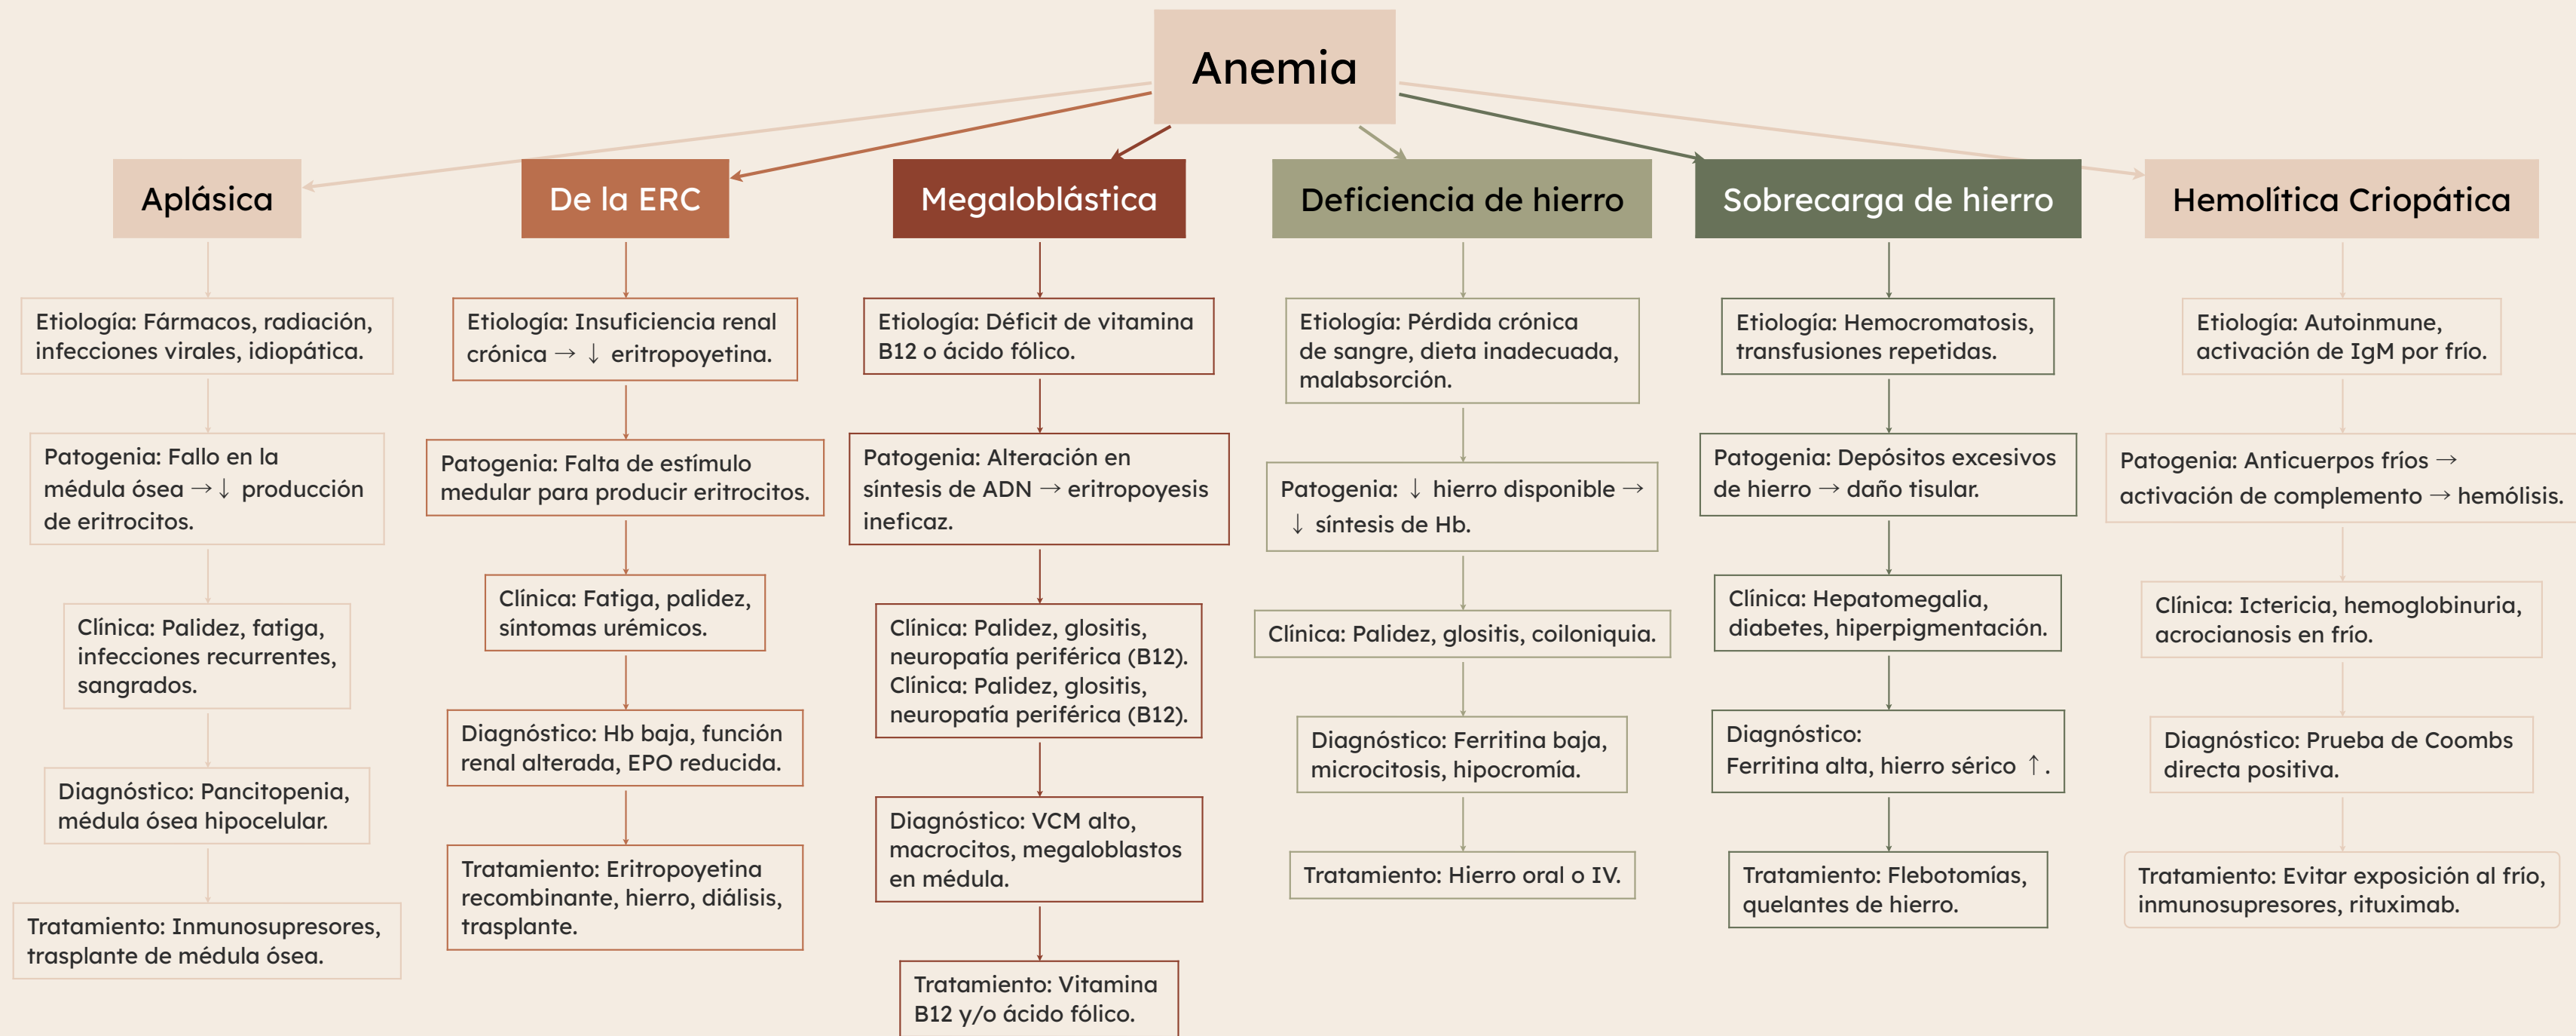 Anemia
Aplásica
Etiología: Fármacos, radiación,
infecciones virales, idiopática.
Patogenia: Fallo en la
médula ósea →↓ producción
de eritrocitos.
Clínica: Palidez, fatiga,
infecciones recurrentes,
sangrados.
Diagnóstico: Pancitopenia,
médula ósea hipocelular.
Tratamiento: Inmunosupresores,
trasplante de médula ósea.
De la ERC
Etiología: Insuficiencia renal
crónica → ↓ eritropoyetina.
Patogenia: Falta de estímulo
medular para producir eritrocitos.
Clínica: Fatiga, palidez,
síntomas urémicos.
Diagnóstico: Hb baja, función
renal alterada, EPO reducida.
Tratamiento: Eritropoyetina
recombinante, hierro, diálisis,
trasplante.
Megaloblástica
Etiología: Déficit de vitamina
B12 o ácido fólico.
Patogenia: Alteración en
síntesis de ADN → eritropoyesis
ineficaz.
Clínica: Palidez, glositis,
neuropatía periférica (B12).
Clínica: Palidez, glositis,
neuropatía periférica (B12).
Diagnóstico: VCM alto,
macrocitos, megaloblastos
en médula.
Tratamiento: Vitamina
B12 y/o ácido fólico.
Deficiencia de hierro
Etiología: Pérdida crónica
de sangre, dieta inadecuada,
malabsorción.
Patogenia: ↓ hierro disponible →
↓ síntesis de Hb.
Clínica: Palidez, glositis, coiloniquia.
Diagnóstico: Ferritina baja,
microcitosis, hipocromía.
Tratamiento: Hierro oral o IV.
Sobrecarga de hierro
Etiología: Hemocromatosis,
transfusiones repetidas.
Patogenia: Depósitos excesivos
de hierro → daño tisular.
Clínica: Hepatomegalia,
diabetes, hiperpigmentación.
Diagnóstico:
Ferritina alta, hierro sérico ↑.
Tratamiento: Flebotomías,
quelantes de hierro.
Hemolítica Criopática
Etiología: Autoinmune,
activación de IgM por frío.
Patogenia: Anticuerpos fríos →
activación de complemento → hemólisis.
Clínica: Ictericia, hemoglobinuria,
acrocianosis en frío.
Diagnóstico: Prueba de Coombs
directa positiva.
Tratamiento: Evitar exposición al frío,
inmunosupresores, rituximab.